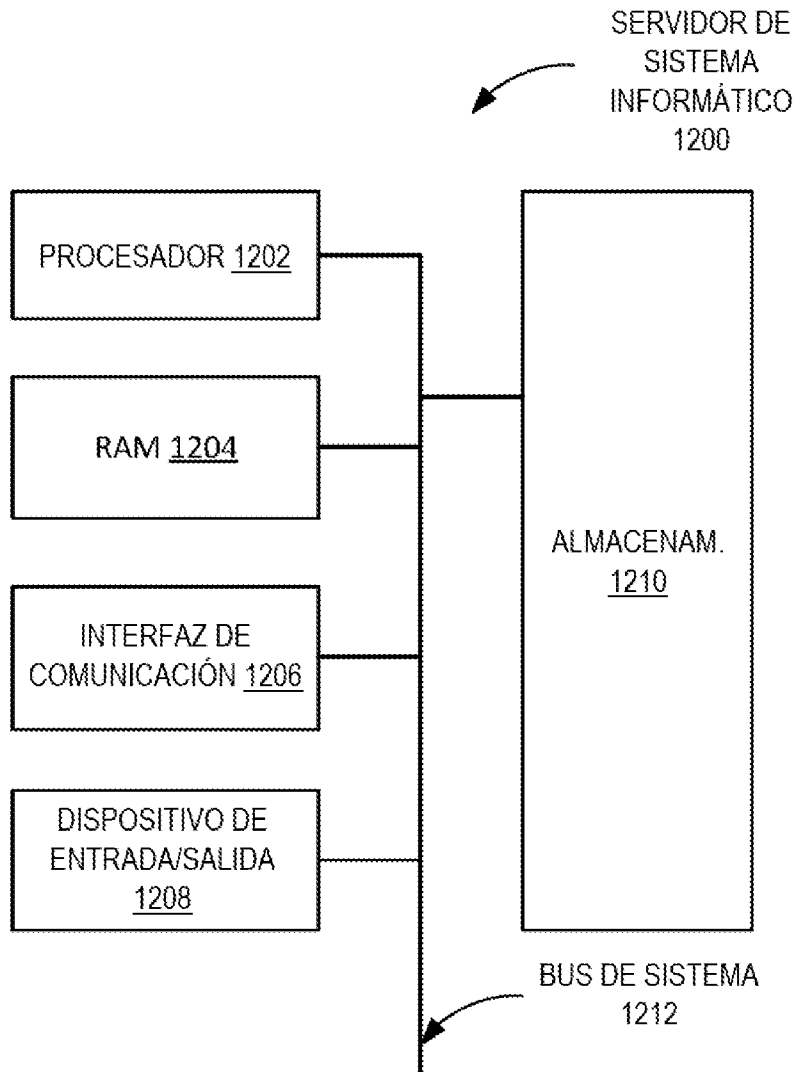 SERVIDOR DE
SISTEMA
INFORMÁTICO
1200
PROCESADOR 1202
RAM 1204
INTERFAZ DE
COMUNICACIÓN 1206
DISPOSITIVO DE
ENTRADA/SALIDA
1208
ALMACENAM.
1210
BUS DE SISTEMA
1212